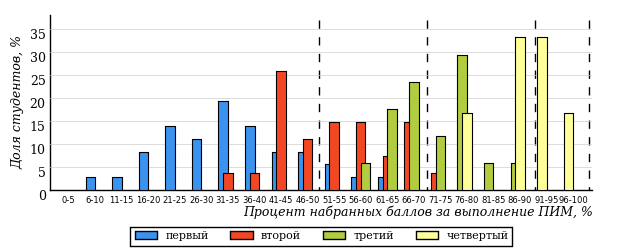 35
30
25
20
15
10
5
0
Доля студентов, %
0-5 6-10 11-15 16-20 21-25 26-30 31-35 36-40 41-45 46-50 51-55 56-60 61-65 66-70 71-75 76-80 81-85 86-90 91-95 96-100
Процент набранных баллов за выполнение ПИМ, %
первый второй третий четвертый